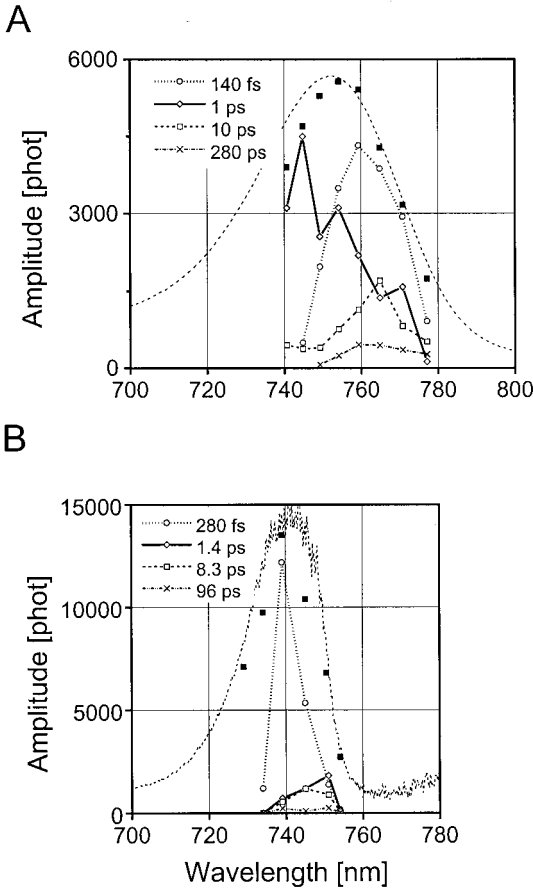 A
Amplitude [phot]
6000
3000
0
140 fs
1 ps
10 ps
280 ps
700 720 740 760 780 800
B
Amplitude [phot]
15000
10000
5000
0
280 fs
1.4 ps
8.3 ps
96 ps
700 720 740 760 780
Wavelength [nm]